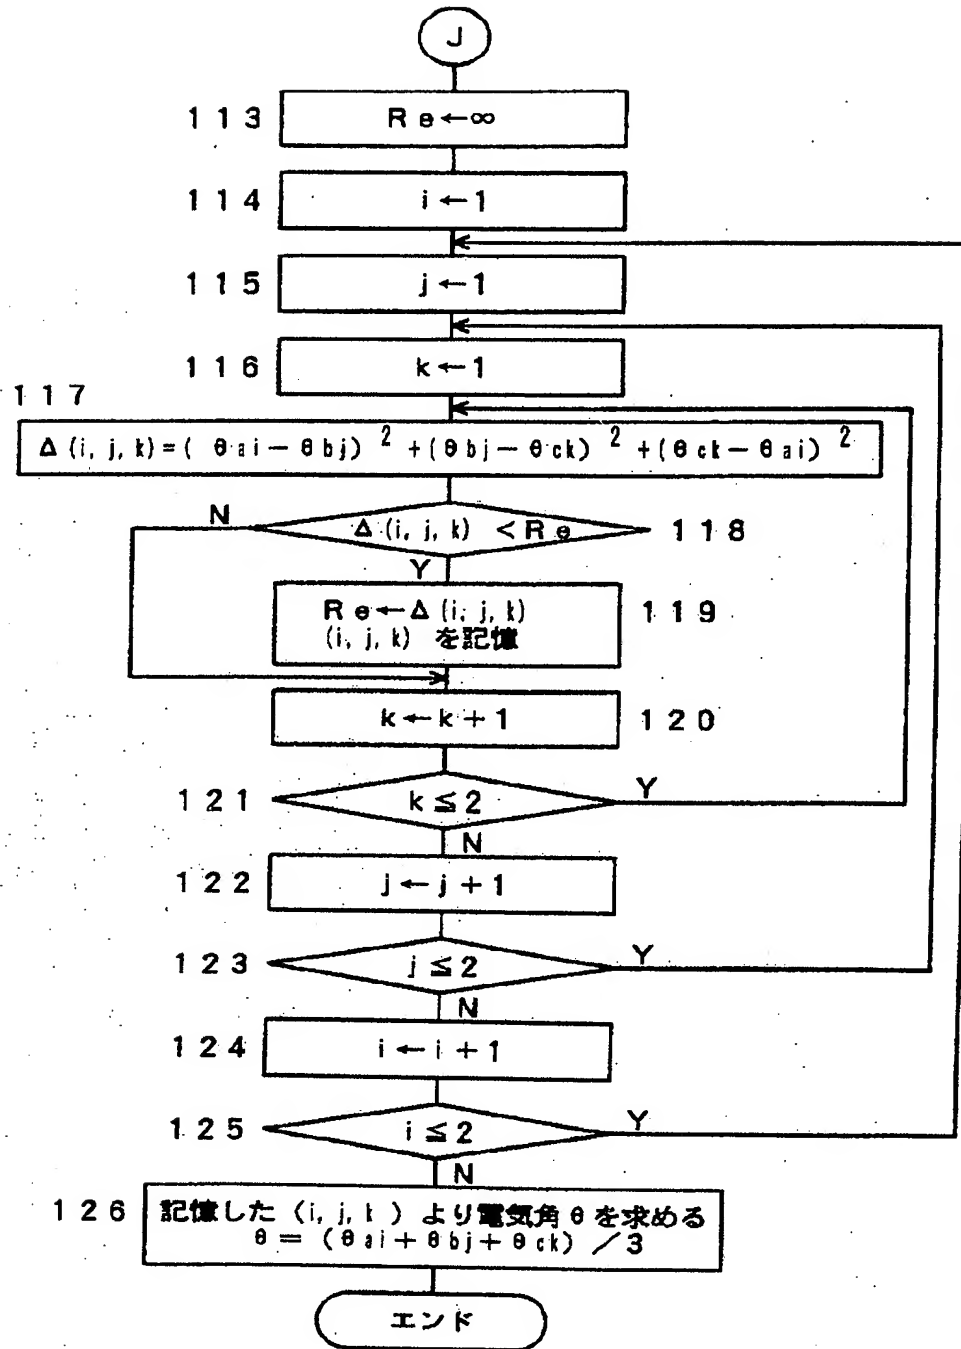 J
113 Re←∞
114 i←1
115 j←1
116 k←1
117
Δ(i, j, k)=(θai−θbj)²+(θbj−θck)²+(θck−θai)²
N Δ(i, j, k) <Re 118
Y
Re←Δ(i, j, k) 119
(i, j, k) を記憶
k←k+1 120
121 k≦2 Y
N
122 j←j+1
123 j≦2 Y
N
124 i←i+1
125 i≦2 Y
N
126 記憶した (i, j, k) より電気角θを求める
θ=(θai+θbj+θck)/3
エンド